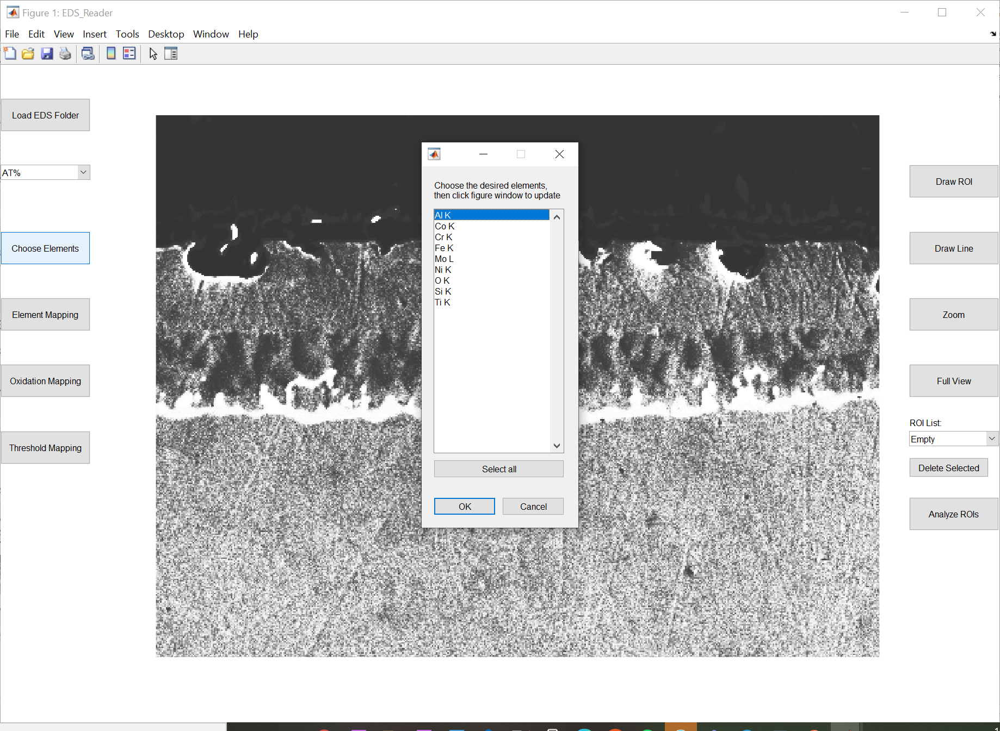 Figure 1: EDS_Reader
File Edit View Insert Tools Desktop Window Help
Load EDS Folder
AT%
Choose Elements
Element Mapping
Oxidation Mapping
Threshold Mapping
Choose the desired elements,
then click figure window to update
Al K
Co K
Cr K
Fe K
Mo L
Ni K
O K
Si K
Ti K
Select all
OK
Cancel
Draw ROI
Draw Line
Zoom
Full View
ROI List:
Empty
Delete Selected
Analyze ROIs